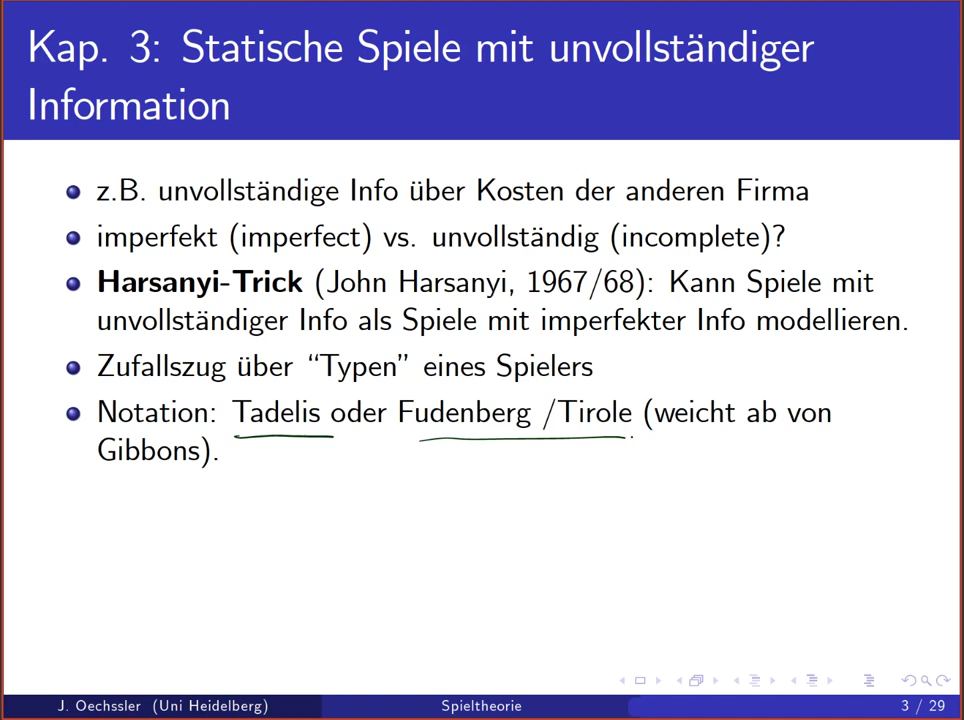 Kap. 3: Statische Spiele mit unvollständiger
Information
z.B. unvollständige Info über Kosten der anderen Firma
imperfekt (imperfect) vs. unvollständig (incomplete)?
Harsanyi-Trick (John Harsanyi, 1967/68): Kann Spiele mit
unvollständiger Info als Spiele mit imperfekter Info modellieren.
Zufallszug über “Typen” eines Spielers
Notation: Tadelis oder Fudenberg /Tirole (weicht ab von
Gibbons).
J. Oechssler (Uni Heidelberg) Spieltheorie 3 / 29